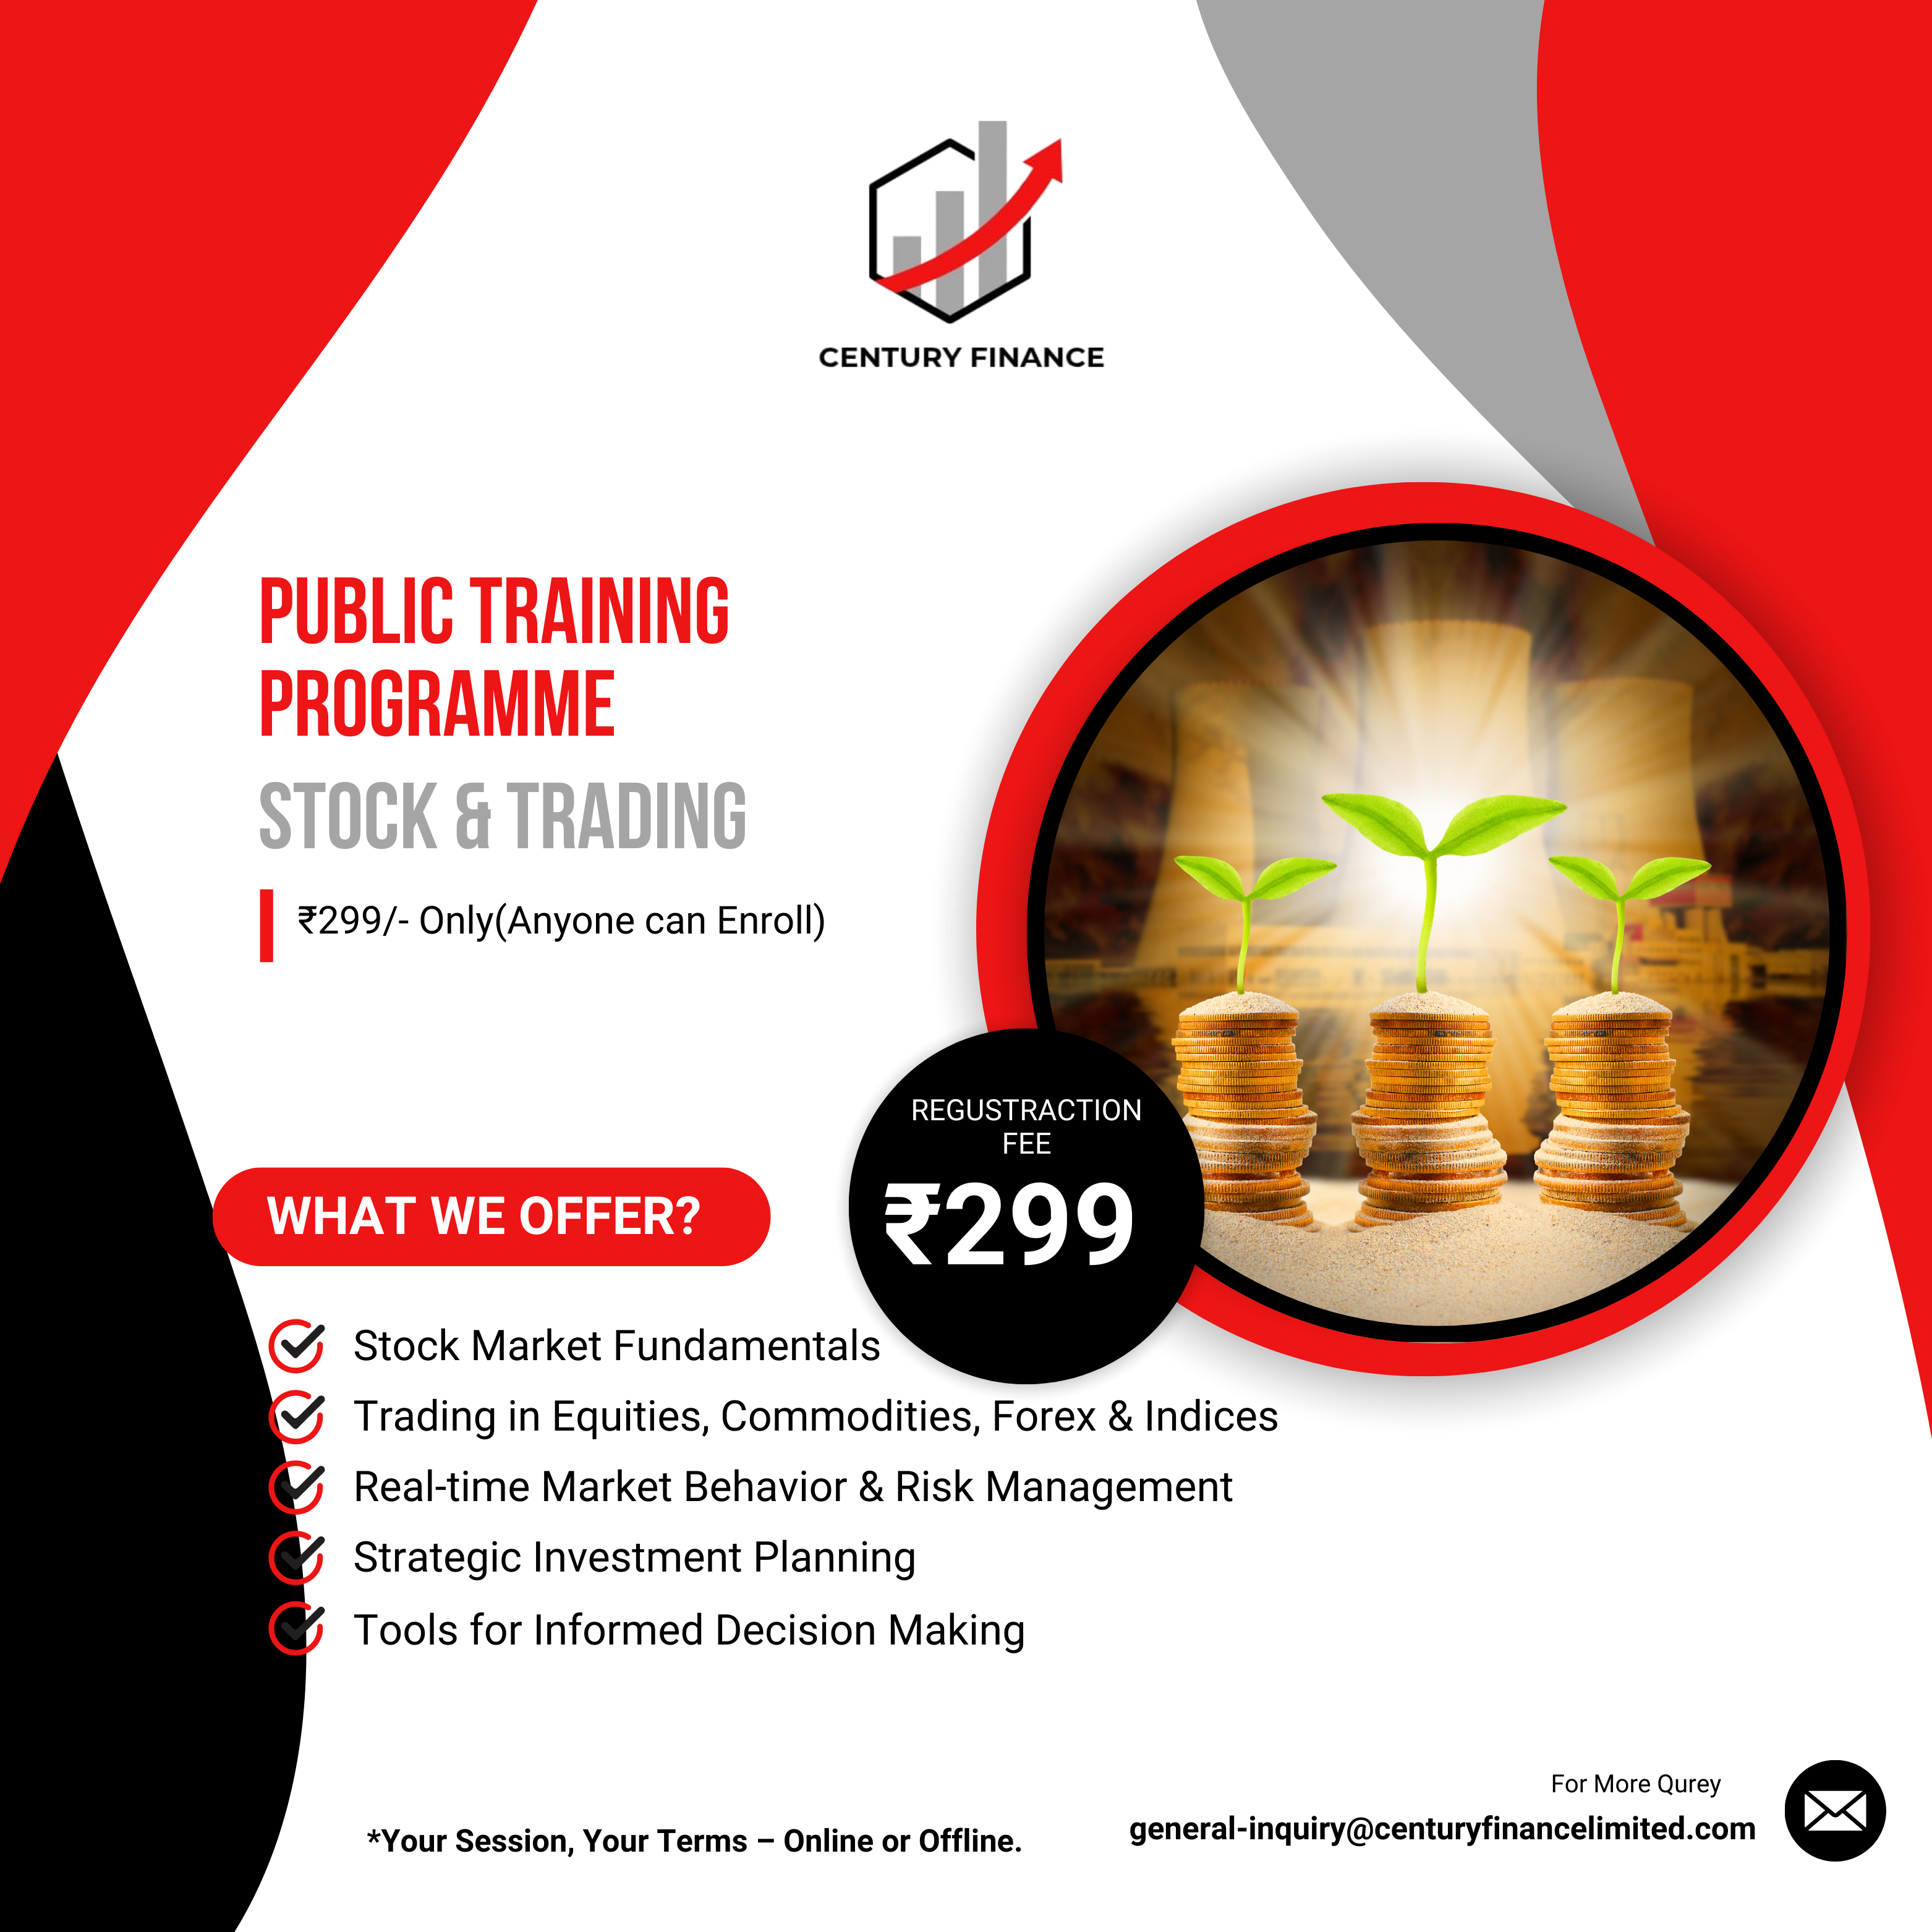 CENTURY FINANCE
PUBLIC TRAINING
PROGRAMME
STOCK & TRADING
₹299/- Only(Anyone can Enroll)
REGUSTRACTION
FEE
₹299
WHAT WE OFFER?
Stock Market Fundamentals
Trading in Equities, Commodities, Forex & Indices
Real-time Market Behavior & Risk Management
Strategic Investment Planning
Tools for Informed Decision Making
*Your Session, Your Terms – Online or Offline.
For More Qurey
general-inquiry@centuryfinancelimited.com